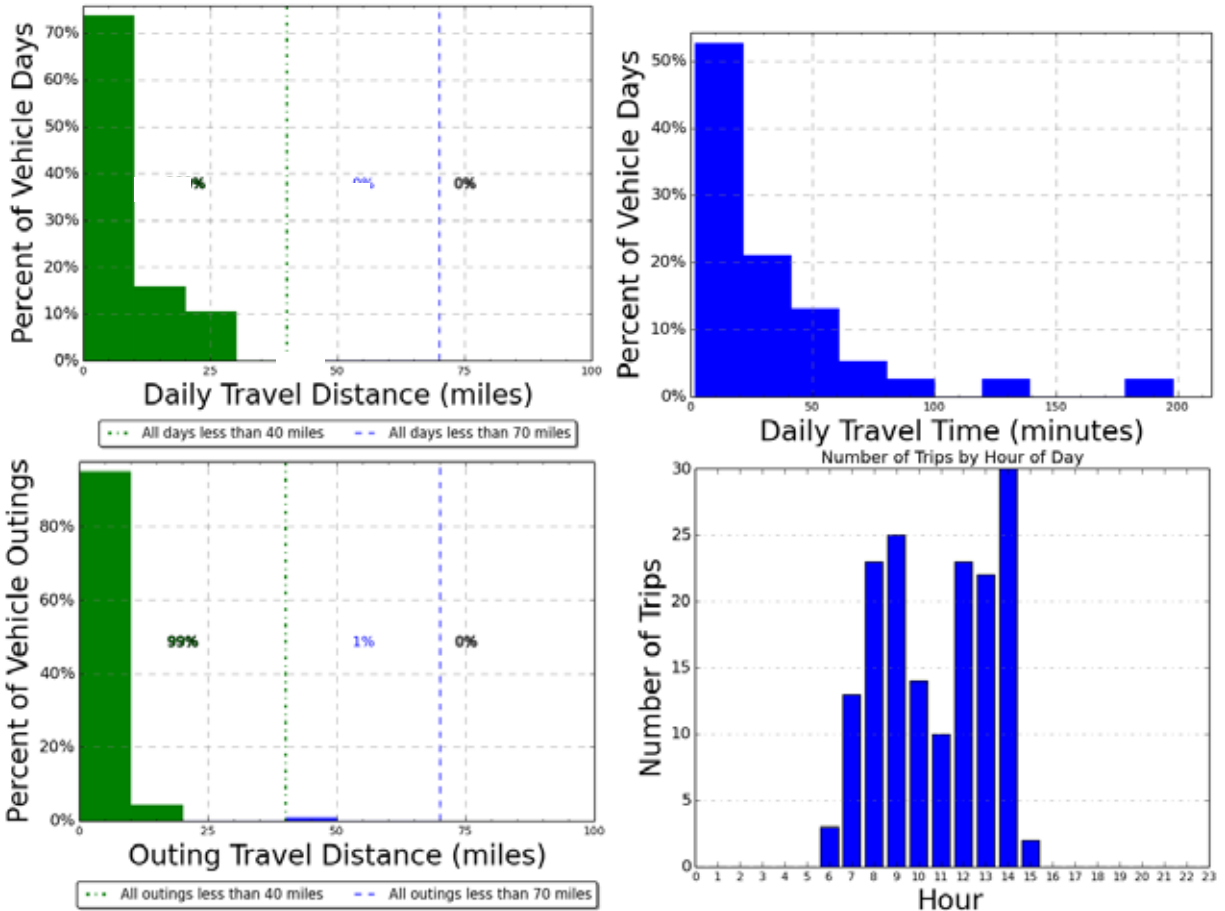 Percent of Vehicle Days
70%
60%
50%
40%
30%
20%
10%
0%
%
0%
0 25 50 75 100
Daily Travel Distance (miles)
All days less than 40 miles All days less than 70 miles
Percent of Vehicle Days
50%
40%
30%
20%
10%
0%
0 50 100 150 200
Daily Travel Time (minutes)
Percent of Vehicle Outings
80%
60%
40%
20%
0%
99% 1% 0%
0 25 50 75 100
Outing Travel Distance (miles)
All outings less than 40 miles All outings less than 70 miles
Number of Trips by Hour of Day
Number of Trips
30
25
20
15
10
5
0
0 1 2 3 4 5 6 7 8 9 10 11 12 13 14 15 16 17 18 19 20 21 22 23
Hour